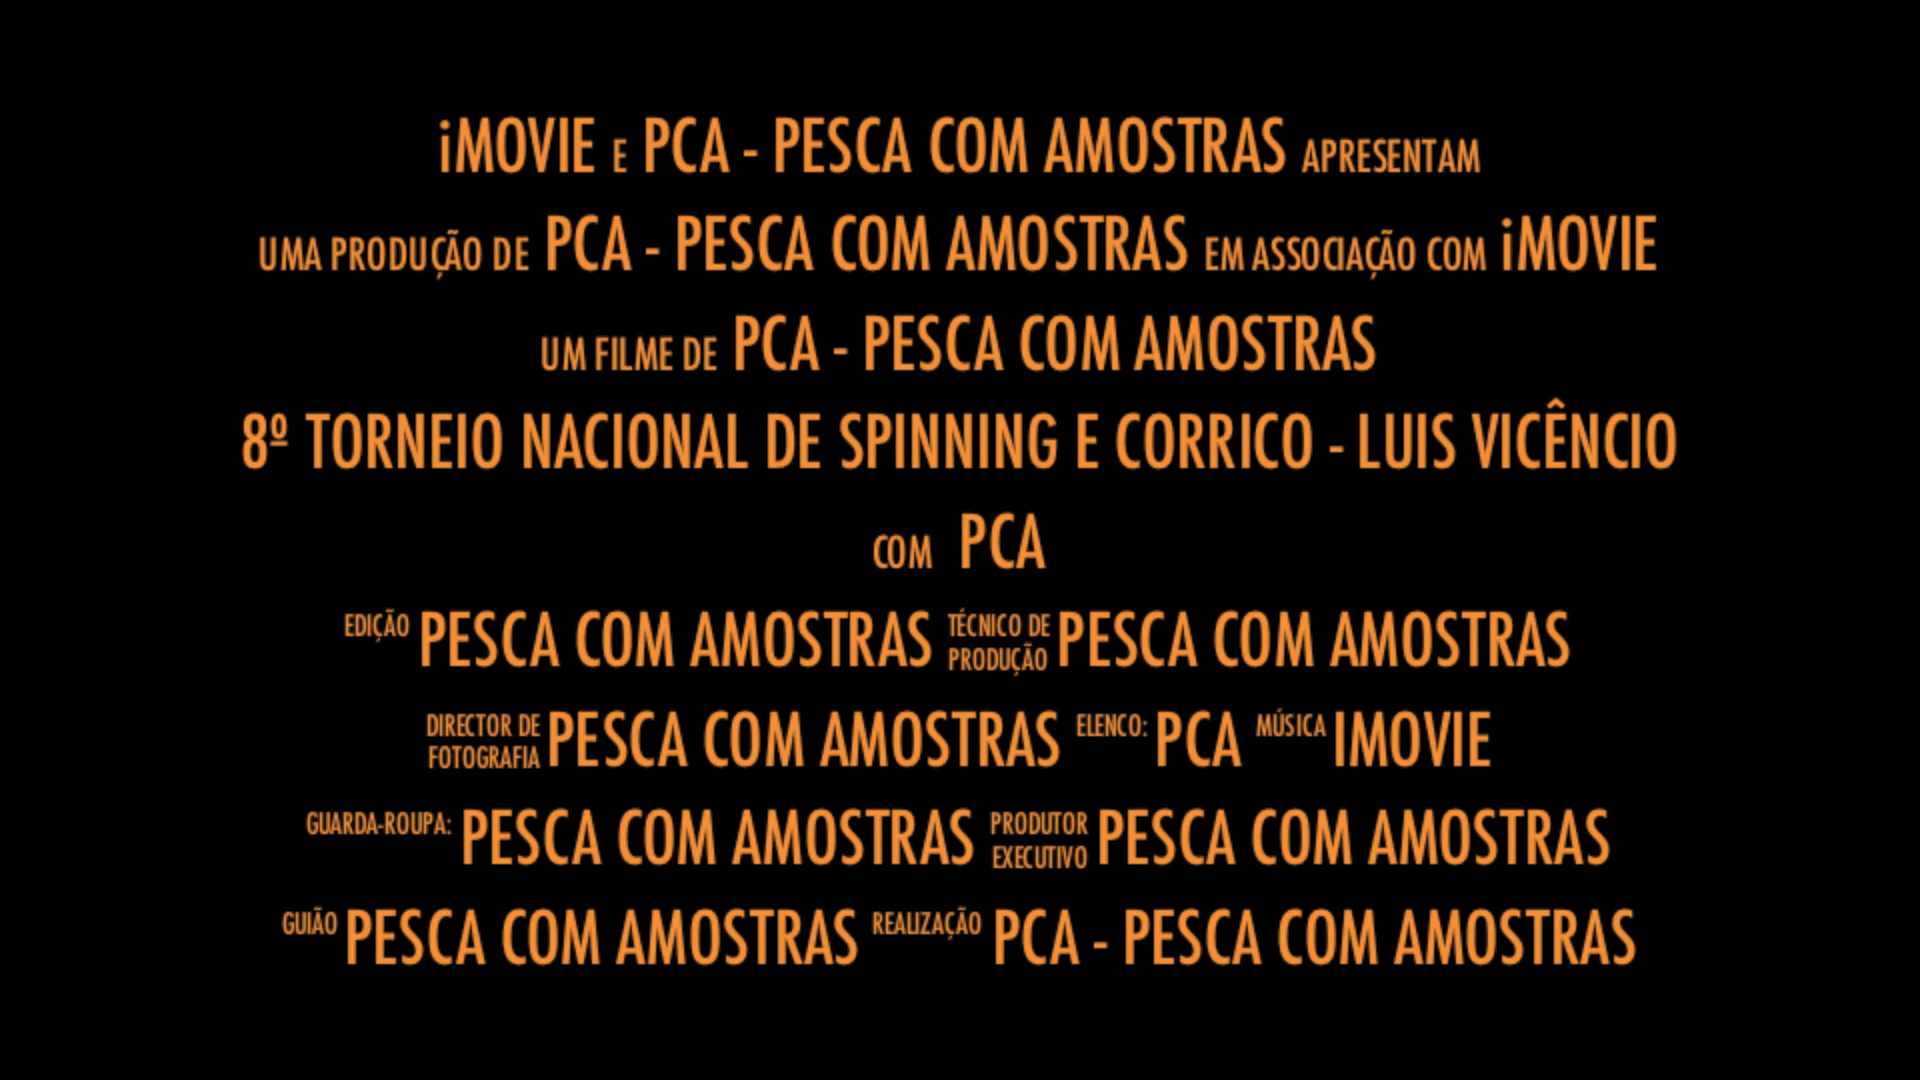 iMOVIE E PCA - PESCA COM AMOSTRAS APRESENTAM
UMA PRODUÇÃO DE PCA - PESCA COM AMOSTRAS EM ASSOCIAÇÃO COM iMOVIE
UM FILME DE PCA - PESCA COM AMOSTRAS
8º TORNEIO NACIONAL DE SPINNING E CORRICO - LUIS VICÊNCIO
COM PCA
EDIÇÃO PESCA COM AMOSTRAS TÉCNICO DE PRODUÇÃO PESCA COM AMOSTRAS
DIRECTOR DE FOTOGRAFIA PESCA COM AMOSTRAS ELENCO: PCA MÚSICA IMOVIE
GUARDA-ROUPA: PESCA COM AMOSTRAS PRODUTOR EXECUTIVO PESCA COM AMOSTRAS
GUIÃO PESCA COM AMOSTRAS REALIZAÇÃO PCA - PESCA COM AMOSTRAS